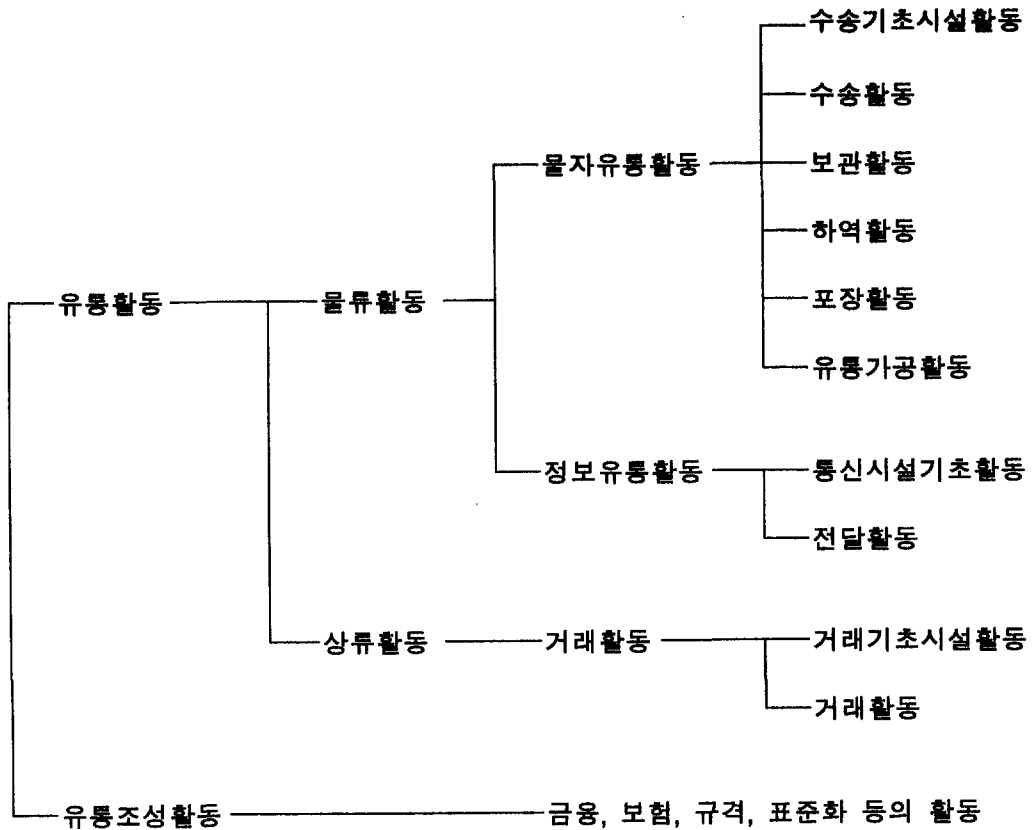 수송기초시설활동
수송활동
물자유통활동
보관활동
하역활동
유통활동
물류활동
포장활동
유통가공활동
정보유통활동
통신시설기초활동
전달활동
상류활동
거래활동
거래기초시설활동
거래활동
유통조성활동
금융, 보험, 규격, 표준화 등의 활동